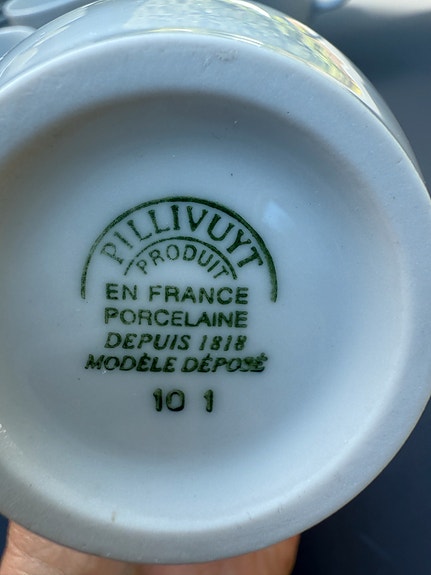 PILLIVUYT
PRODUIT
EN FRANCE
PORCELAINE
DEPUIS 1818
MODÈLE DÉPOSÉ
10 1